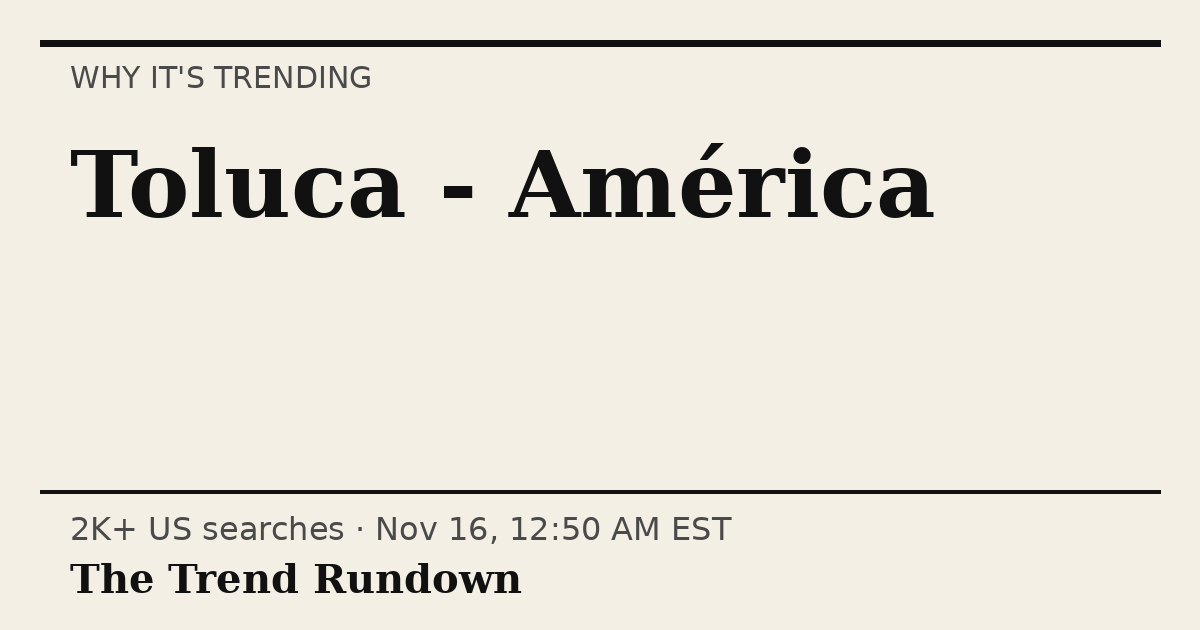 WHY IT'S TRENDING
Toluca - América
2K+ US searches · Nov 16, 12:50 AM EST
The Trend Rundown